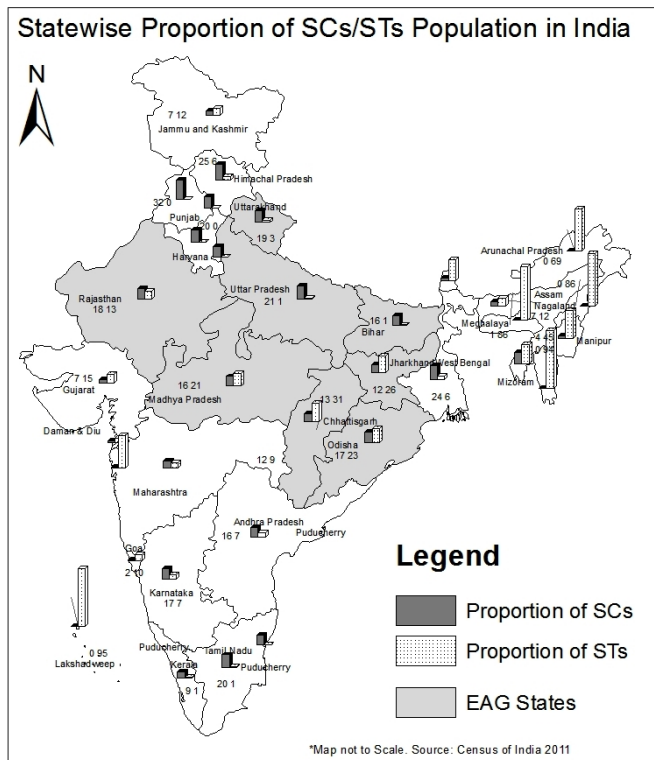 Statewise Proportion of SCs/STs Population in India
N
7 12
Jammu and Kashmir
25 6
Himachal Pradesh
32 0
Punjab
20 0
Uttarakhand
19 3
Haryana
Arunachal Pradesh
0 69
0 86
Assam
Nagaland
7 12
Meghalaya
1 86
4 45
0 94
Manipur
Mizoram
Rajasthan
18 13
Uttar Pradesh
21 1
16 1
Bihar
Jharkhand
West Bengal
12 26
24 6
7 15
Gujarat
16 21
Madhya Pradesh
13 31
Chhattisgarh
Odisha
17 23
Daman & Diu
12 9
Maharashtra
Andhra Pradesh
16 7
Puducherry
Goa
2 10
Karnataka
17 7
Legend
Proportion of SCs
Proportion of STs
EAG States
0 95
Lakshadweep
Puducherry
Kerala
9 1
Tamil Nadu
20 1
Puducherry
*Map not to Scale. Source: Census of India 2011